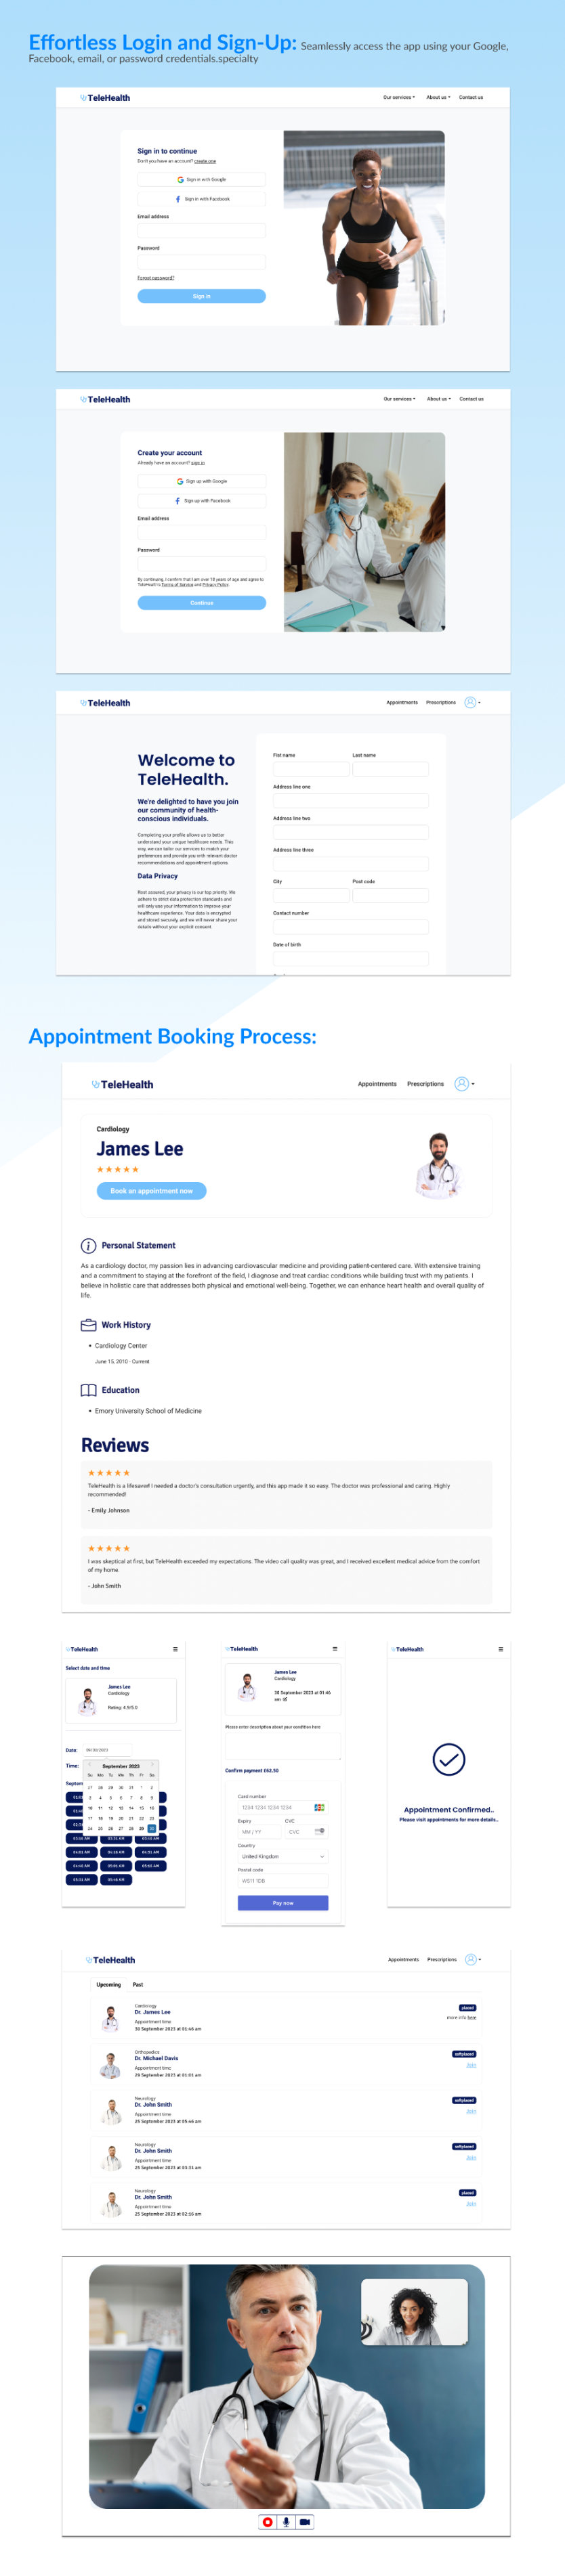 Effortless Login and Sign-Up: Seamlessly access the app using your Google,
Facebook, email, or password credentials.specialty
TeleHealth
Our services
About us
Contact us
Sign in to continue
Don't you have an account? create one
Sign in with Google
Sign in with Facebook
Email address
Password
Forgot password?
Sign in
TeleHealth
Our services
About us
Contact us
Create your account
Already have an account? sign in
Sign up with Google
Sign up with Facebook
Email address
Password
By continuing, I confirm that I am over 18 years of age and agree to
TeleHealth's Terms of Service and Privacy Policy.
Continue
TeleHealth
Appointments
Prescriptions
Welcome to
TeleHealth.
We're delighted to have you join
our community of health-
conscious individuals.
Completing your profile allows us to better
understand your unique healthcare needs. This
way, we can tailor our services to match your
preferences and provide you with relevant doctor
recommendations and appointment options.
Data Privacy
Rest assured, your privacy is our top priority. We
adhere to strict data protection standards and
will only use your information to improve your
healthcare experience. Your data is encrypted
and stored securely, and we will never share your
details without your explicit consent.
Fist name
Last name
Address line one
Address line two
Address line three
City
Post code
Contact number
Date of birth
Appointment Booking Process:
TeleHealth
Appointments
Prescriptions
Cardiology
James Lee
Book an appointment now
Personal Statement
As a cardiology doctor, my passion lies in advancing cardiovascular medicine and providing patient-centered care. With extensive training
and a commitment to staying at the forefront of the field, I diagnose and treat cardiac conditions while building trust with my patients. I
believe in holistic care that addresses both physical and emotional well-being. Together, we can enhance heart health and overall quality of
life.
Work History
• Cardiology Center
June 15, 2010 - Current
Education
• Emory University School of Medicine
Reviews
TeleHealth is a lifesaver! I needed a doctor's consultation urgently, and this app made it so easy. The doctor was professional and caring. Highly
recommended!
- Emily Johnson
I was skeptical at first, but TeleHealth exceeded my expectations. The video call quality was great, and I received excellent medical advice from the comfort
of my home.
- John Smith
TeleHealth
Select date and time
James Lee
Cardiology
Rating: 4.9/5.0
Date:
09/30/2023
Time:
September 2023
Su Mo Tu We Th Fr Sa
27 28 29 30 31 1 2
3 4 5 6 7 8 9
10 11 12 13 14 15 16
17 18 19 20 21 22 23
24 25 26 27 28 29 30
Septem
TeleHealth
James Lee
Cardiology
30 September 2023 at 01:46
am
Please enter description about your condition here
Confirm payment £62.50
Card number
1234 1234 1234 1234
JCB
Expiry
CVC
MM / YY
CVC
Country
United Kingdom
Postal code
WS11 1DB
Pay now
TeleHealth
Appointment Confirmed..
Please visit appointments for more details..
TeleHealth
Appointments
Prescriptions
Upcoming
Past
Cardiology
Dr. James Lee
Appointment time
30 September 2023 at 01:46 am
placed
more info here
Orthopedics
Dr. Michael Davis
Appointment time
29 September 2023 at 01:01 am
softplaced
Join
Neurology
Dr. John Smith
Appointment time
25 September 2023 at 05:46 am
softplaced
Join
Neurology
Dr. John Smith
Appointment time
25 September 2023 at 03:31 am
softplaced
Join
Neurology
Dr. John Smith
Appointment time
25 September 2023 at 02:10 am
placed
Join